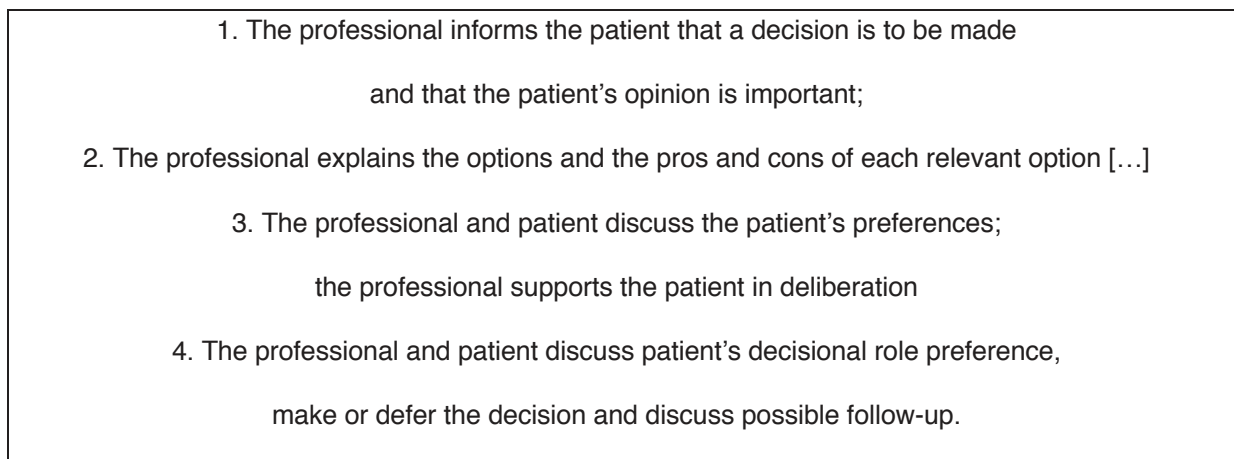 1. The professional informs the patient that a decision is to be made
and that the patient’s opinion is important;
2. The professional explains the options and the pros and cons of each relevant option […]
3. The professional and patient discuss the patient’s preferences;
the professional supports the patient in deliberation
4. The professional and patient discuss patient’s decisional role preference,
make or defer the decision and discuss possible follow-up.